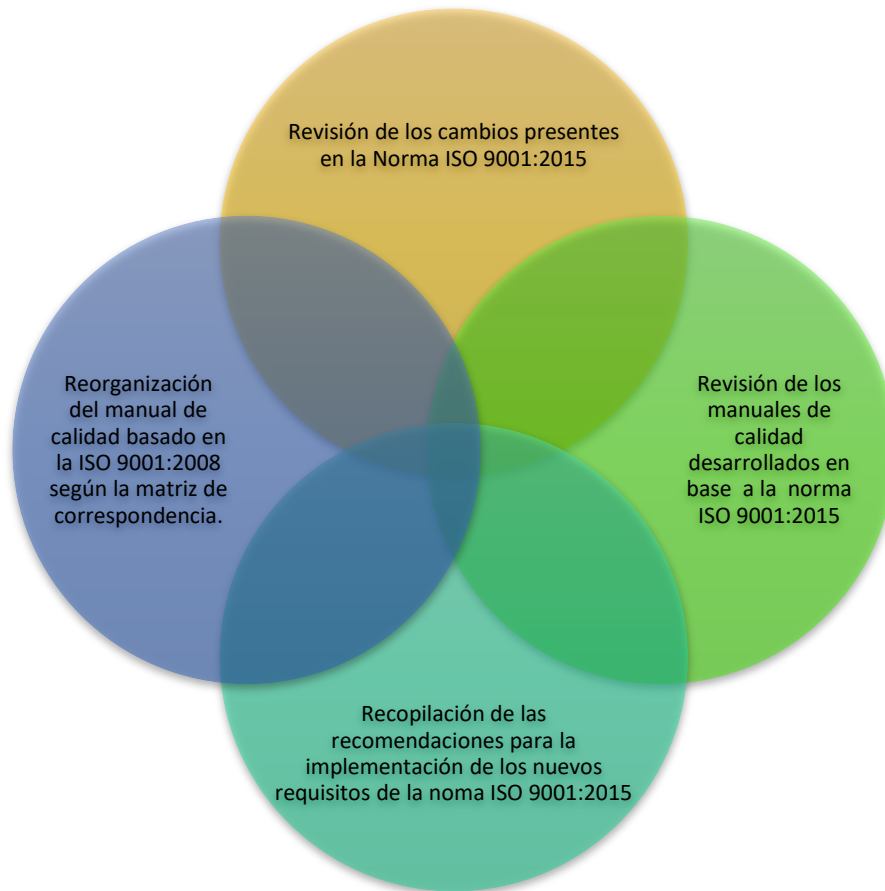 Revisión de los cambios presentes
en la Norma ISO 9001:2015
Reorganización
del manual de
calidad basado en
la ISO 9001:2008
según la matriz de
correspondencia.
Revisión de los
manuales de
calidad
desarrollados en
base  a la  norma
ISO 9001:2015
Recopilación de las
recomendaciones para la
implementación de los nuevos
requisitos de la noma ISO 9001:2015